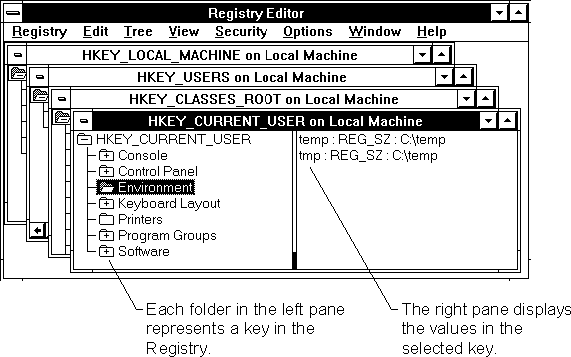 Registry Editor
Registry Edit Tree View Security Options Window Help
HKEY_LOCAL_MACHINE on Local Machine
HKEY_USERS on Local Machine
HKEY_CLASSES_ROOT on Local Machine
HKEY_CURRENT_USER on Local Machine
HKEY_CURRENT_USER
Console
Control Panel
Environment
Keyboard Layout
Printers
Program Groups
Software
temp : REG_SZ : C:\temp
tmp : REG_SZ : C:\temp
Each folder in the left pane
represents a key in the
Registry.
The right pane displays
the values in the
selected key.